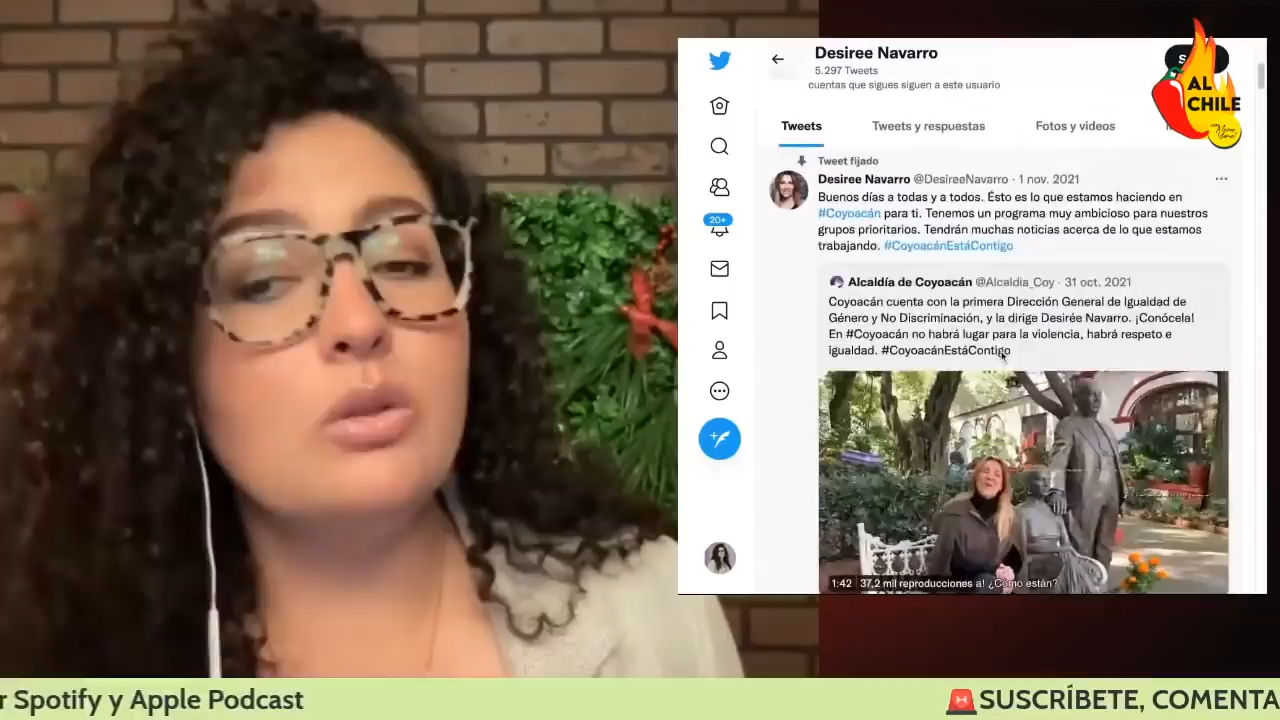 Desiree Navarro
5.297 Tweets
cuentas que sigues siguen a este usuario
Tweets
Tweets y respuestas
Fotos y videos
AL
CHILE
Tweet fijado
Desiree Navarro @DesireeNavarro · 1 nov. 2021
Buenos días a todas y a todos. Ésto es lo que estamos haciendo en
#Coyoacán para ti. Tenemos un programa muy ambicioso para nuestros
grupos prioritarios. Tendrán muchas noticias acerca de lo que estamos
trabajando. #CoyoacánEstáContigo
20+
Alcaldía de Coyoacán @Alcaldia_Coy · 31 oct. 2021
Coyoacán cuenta con la primera Dirección General de Igualdad de
Género y No Discriminación, y la dirige Desirée Navarro. ¡Conócela!
En #Coyoacán no habrá lugar para la violencia, habrá respeto e
igualdad. #CoyoacánEstáContigo
1:42 37,2 mil reproducciones a! ¿Cómo están?
r Spotify y Apple Podcast
SUSCRÍBETE, COMENTA